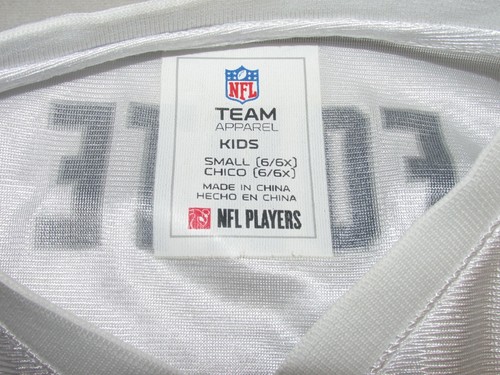 NFL
TEAM
APPAREL
KIDS
SMALL (6/6X)
CHICO (6/6X)
MADE IN CHINA
HECHO EN CHINA
NFL PLAYERS